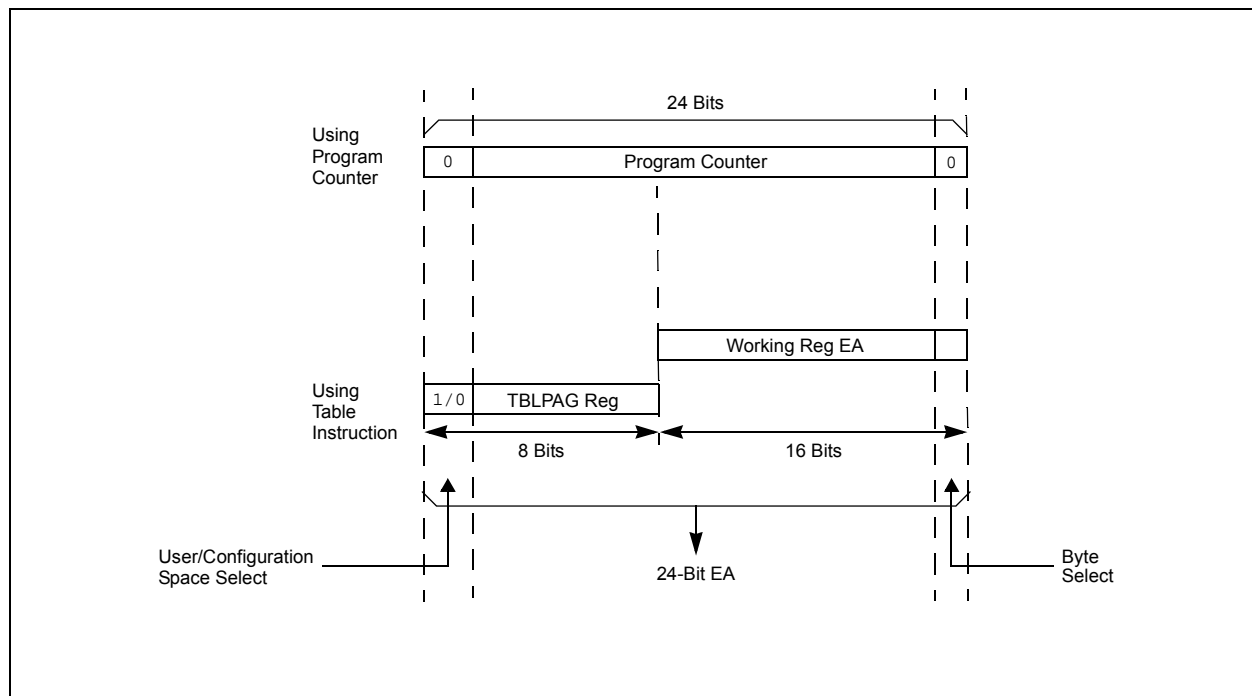 24 Bits
Using
Program
Counter
0
Program Counter
0
Working Reg EA
Using
Table
Instruction
1/0
TBLPAG Reg
8 Bits
16 Bits
User/Configuration
Space Select
24-Bit EA
Byte
Select